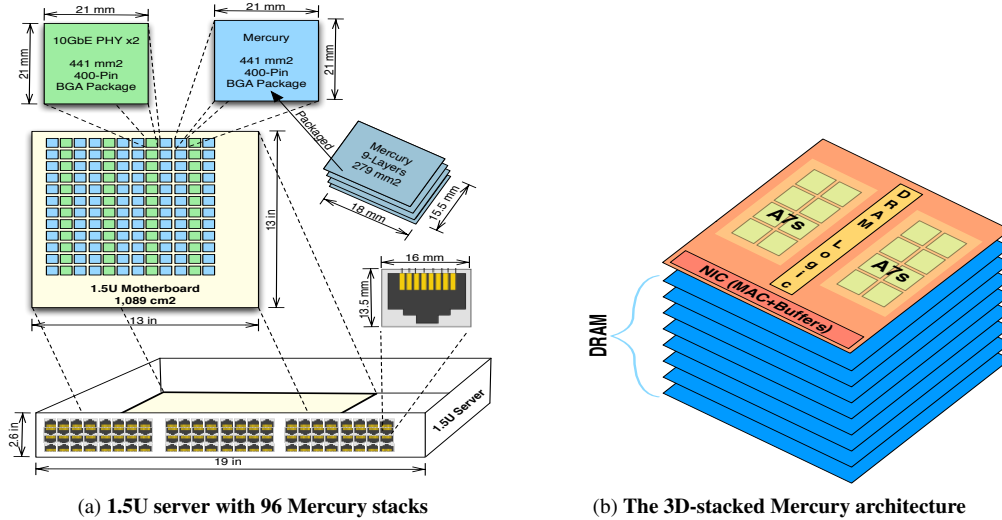 21 mm
21 mm
21 mm
10GbE PHY x2
441 mm2
400-Pin
BGA Package
Mercury
441 mm2
400-Pin
BGA Package
21 mm
Packaged
Mercury
9-Layers
279 mm2
18 mm
15.5 mm
13 in
16 mm
13.5 mm
1.5U Motherboard
1,089 cm2
13 in
2.6 in
19 in
1.5U Server
(a) 1.5U server with 96 Mercury stacks
A7s
DRAM Logic
A7s
NIC (MAC+Buffers)
DRAM
(b) The 3D-stacked Mercury architecture